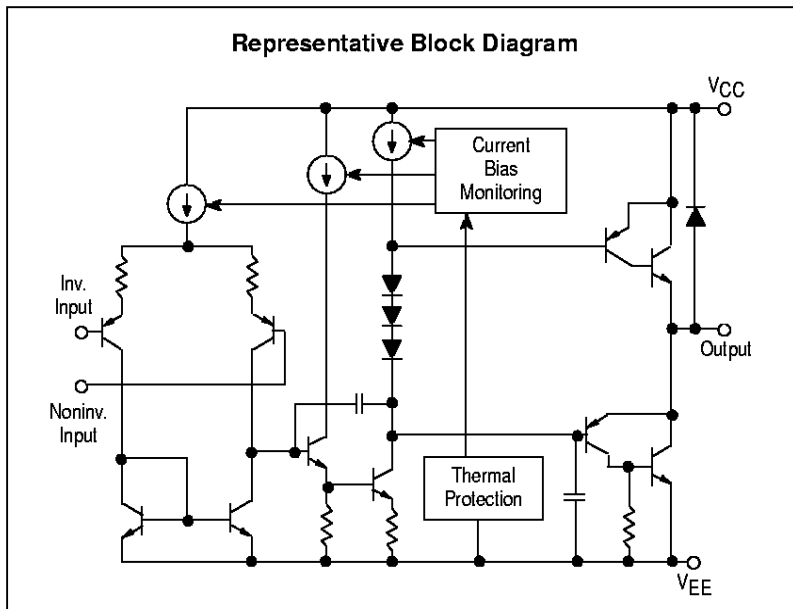 Representative Block Diagram
VCC
Current
Bias
Monitoring
Inv.
Input
Output
Noninv.
Input
Thermal
Protection
VEE